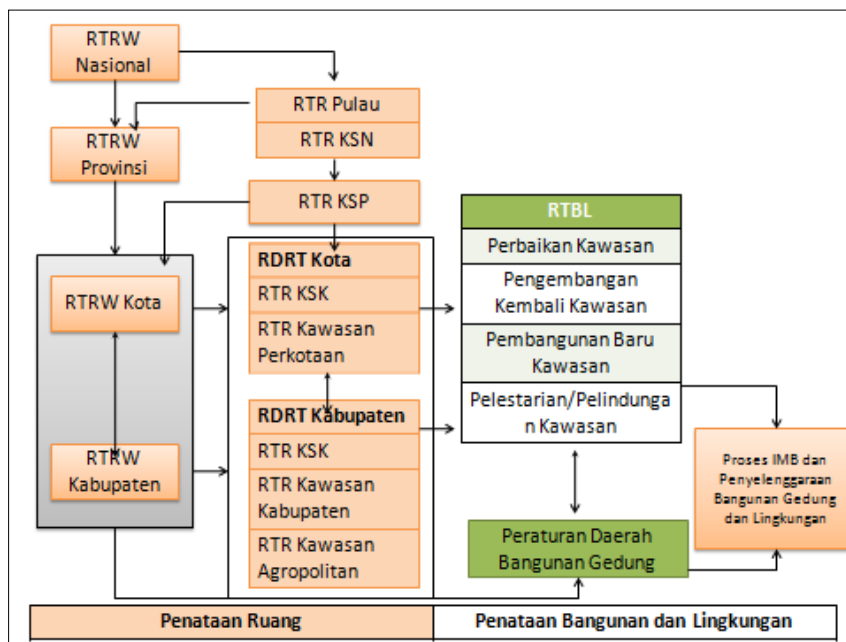 RTRW
Nasional
RTR Pulau
RTR KSN
RTRW
Provinsi
RTR KSP
RTRW Kota
RTRW
Kabupaten
RDRT Kota
RTR KSK
RTR Kawasan
Perkotaan
RDRT Kabupaten
RTR KSK
RTR Kawasan
Kabupaten
RTR Kawasan
Agropolitan
RTBL
Perbaikan Kawasan
Pengembangan
Kembali Kawasan
Pembangunan Baru
Kawasan
Pelestarian/Pelindunga
n Kawasan
Peraturan Daerah
Bangunan Gedung
Proses IMB dan
Penyelenggaraan
Bangunan Gedung
dan Lingkungan
Penataan Ruang
Penataan Bangunan dan Lingkungan